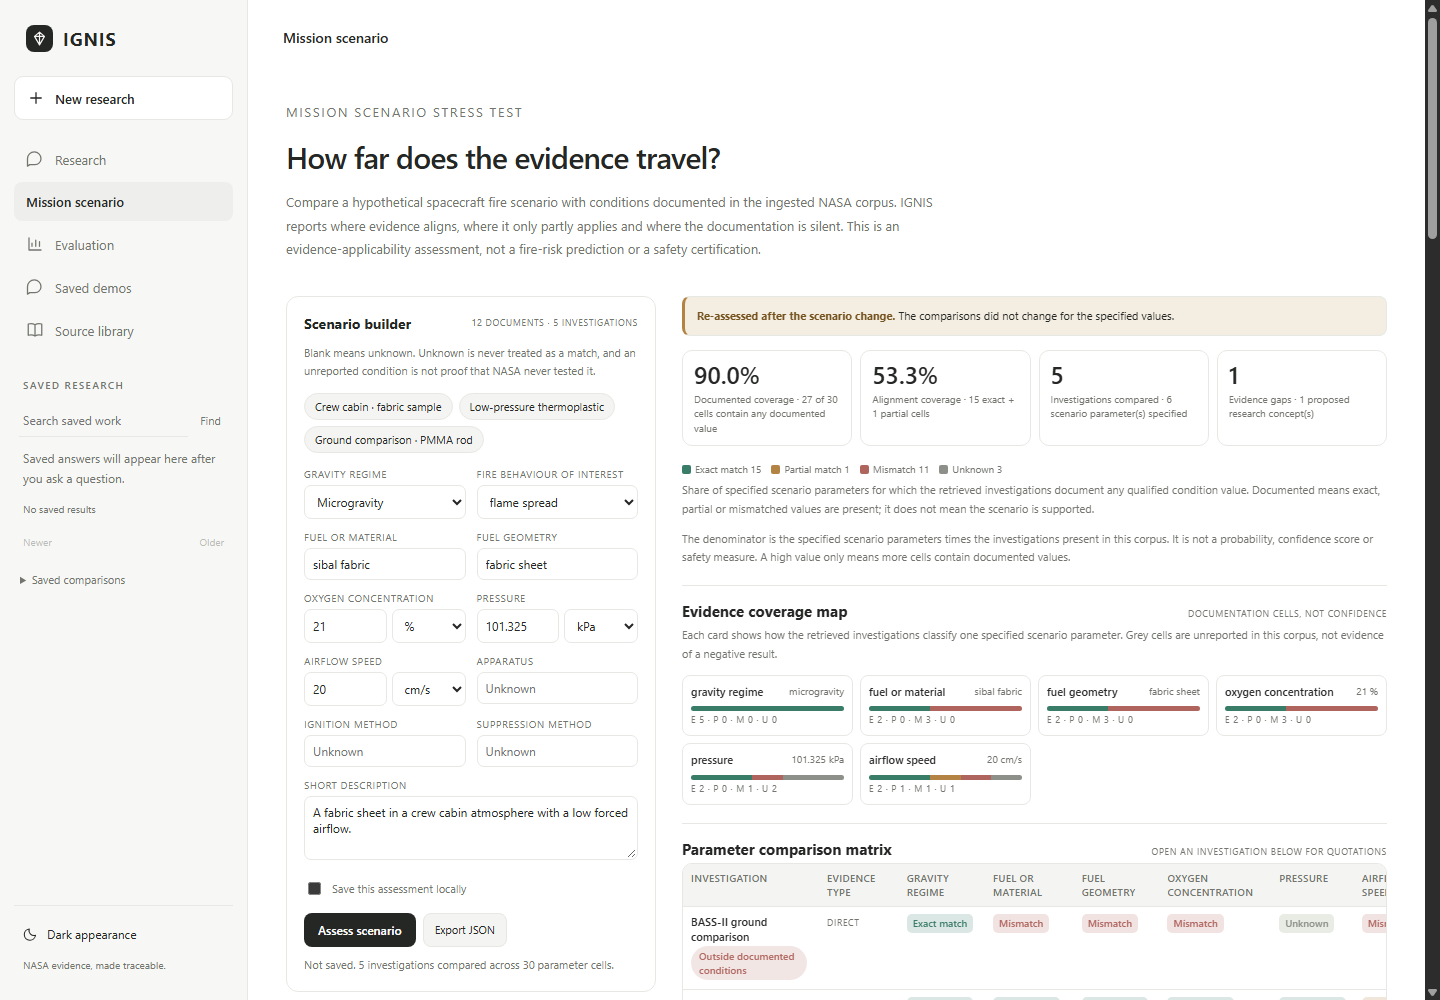 IGNIS
New research
Research
Mission scenario
Evaluation
Saved demos
Source library
SAVED RESEARCH
Search saved work Find
Saved answers will appear here after
you ask a question.
No saved results
Newer Older
Saved comparisons
Dark appearance
NASA evidence, made traceable.
Mission scenario
MISSION SCENARIO STRESS TEST
How far does the evidence travel?
Compare a hypothetical spacecraft fire scenario with conditions documented in the ingested NASA corpus. IGNIS
reports where evidence aligns, where it only partly applies and where the documentation is silent. This is an
evidence-applicability assessment, not a fire-risk prediction or a safety certification.
Scenario builder 12 DOCUMENTS · 5 INVESTIGATIONS
Blank means unknown. Unknown is never treated as a match, and an
unreported condition is not proof that NASA never tested it.
Crew cabin · fabric sample Low-pressure thermoplastic
Ground comparison · PMMA rod
GRAVITY REGIME FIRE BEHAVIOUR OF INTEREST
Microgravity flame spread
FUEL OR MATERIAL FUEL GEOMETRY
sibal fabric fabric sheet
OXYGEN CONCENTRATION PRESSURE
21 % 101.325 kPa
AIRFLOW SPEED APPARATUS
20 cm/s Unknown
IGNITION METHOD SUPPRESSION METHOD
Unknown Unknown
SHORT DESCRIPTION
A fabric sheet in a crew cabin atmosphere with a low forced
airflow.
Save this assessment locally
Assess scenario Export JSON
Not saved. 5 investigations compared across 30 parameter cells.
Re-assessed after the scenario change. The comparisons did not change for the specified values.
90.0%
Documented coverage · 27 of 30
cells contain any documented
value
53.3%
Alignment coverage · 15 exact +
1 partial cells
5
Investigations compared · 6
scenario parameter(s) specified
1
Evidence gaps · 1 proposed
research concept(s)
Exact match 15 Partial match 1 Mismatch 11 Unknown 3
Share of specified scenario parameters for which the retrieved investigations document any qualified condition value. Documented means exact,
partial or mismatched values are present; it does not mean the scenario is supported.
The denominator is the specified scenario parameters times the investigations present in this corpus. It is not a probability, confidence score or
safety measure. A high value only means more cells contain documented values.
Evidence coverage map DOCUMENTATION CELLS, NOT CONFIDENCE
Each card shows how the retrieved investigations classify one specified scenario parameter. Grey cells are unreported in this corpus, not evidence
of a negative result.
gravity regime microgravity
E 5 · P 0 · M 0 · U 0
fuel or material sibal fabric
E 2 · P 0 · M 3 · U 0
fuel geometry fabric sheet
E 2 · P 0 · M 3 · U 0
oxygen concentration 21 %
E 2 · P 0 · M 3 · U 0
pressure 101.325 kPa
E 2 · P 0 · M 1 · U 2
airflow speed 20 cm/s
E 2 · P 1 · M 1 · U 1
Parameter comparison matrix OPEN AN INVESTIGATION BELOW FOR QUOTATIONS
INVESTIGATION EVIDENCE TYPE GRAVITY REGIME FUEL OR MATERIAL FUEL GEOMETRY OXYGEN CONCENTRATION PRESSURE
BASS-II ground comparison DIRECT Exact match Mismatch Mismatch Mismatch Unknown
Outside documented
conditions